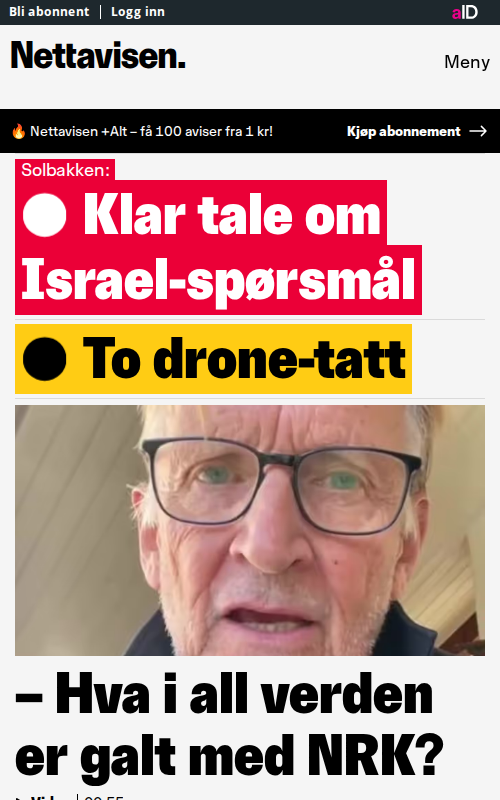 Bli abonnent | Logg inn
aID
Nettavisen.
Meny
🔥 Nettavisen +Alt – få 100 aviser fra 1 kr!
Kjøp abonnement →
Solbakken:
Klar tale om
Israel-spørsmål
To drone-tatt
– Hva i all verden
er galt med NRK?